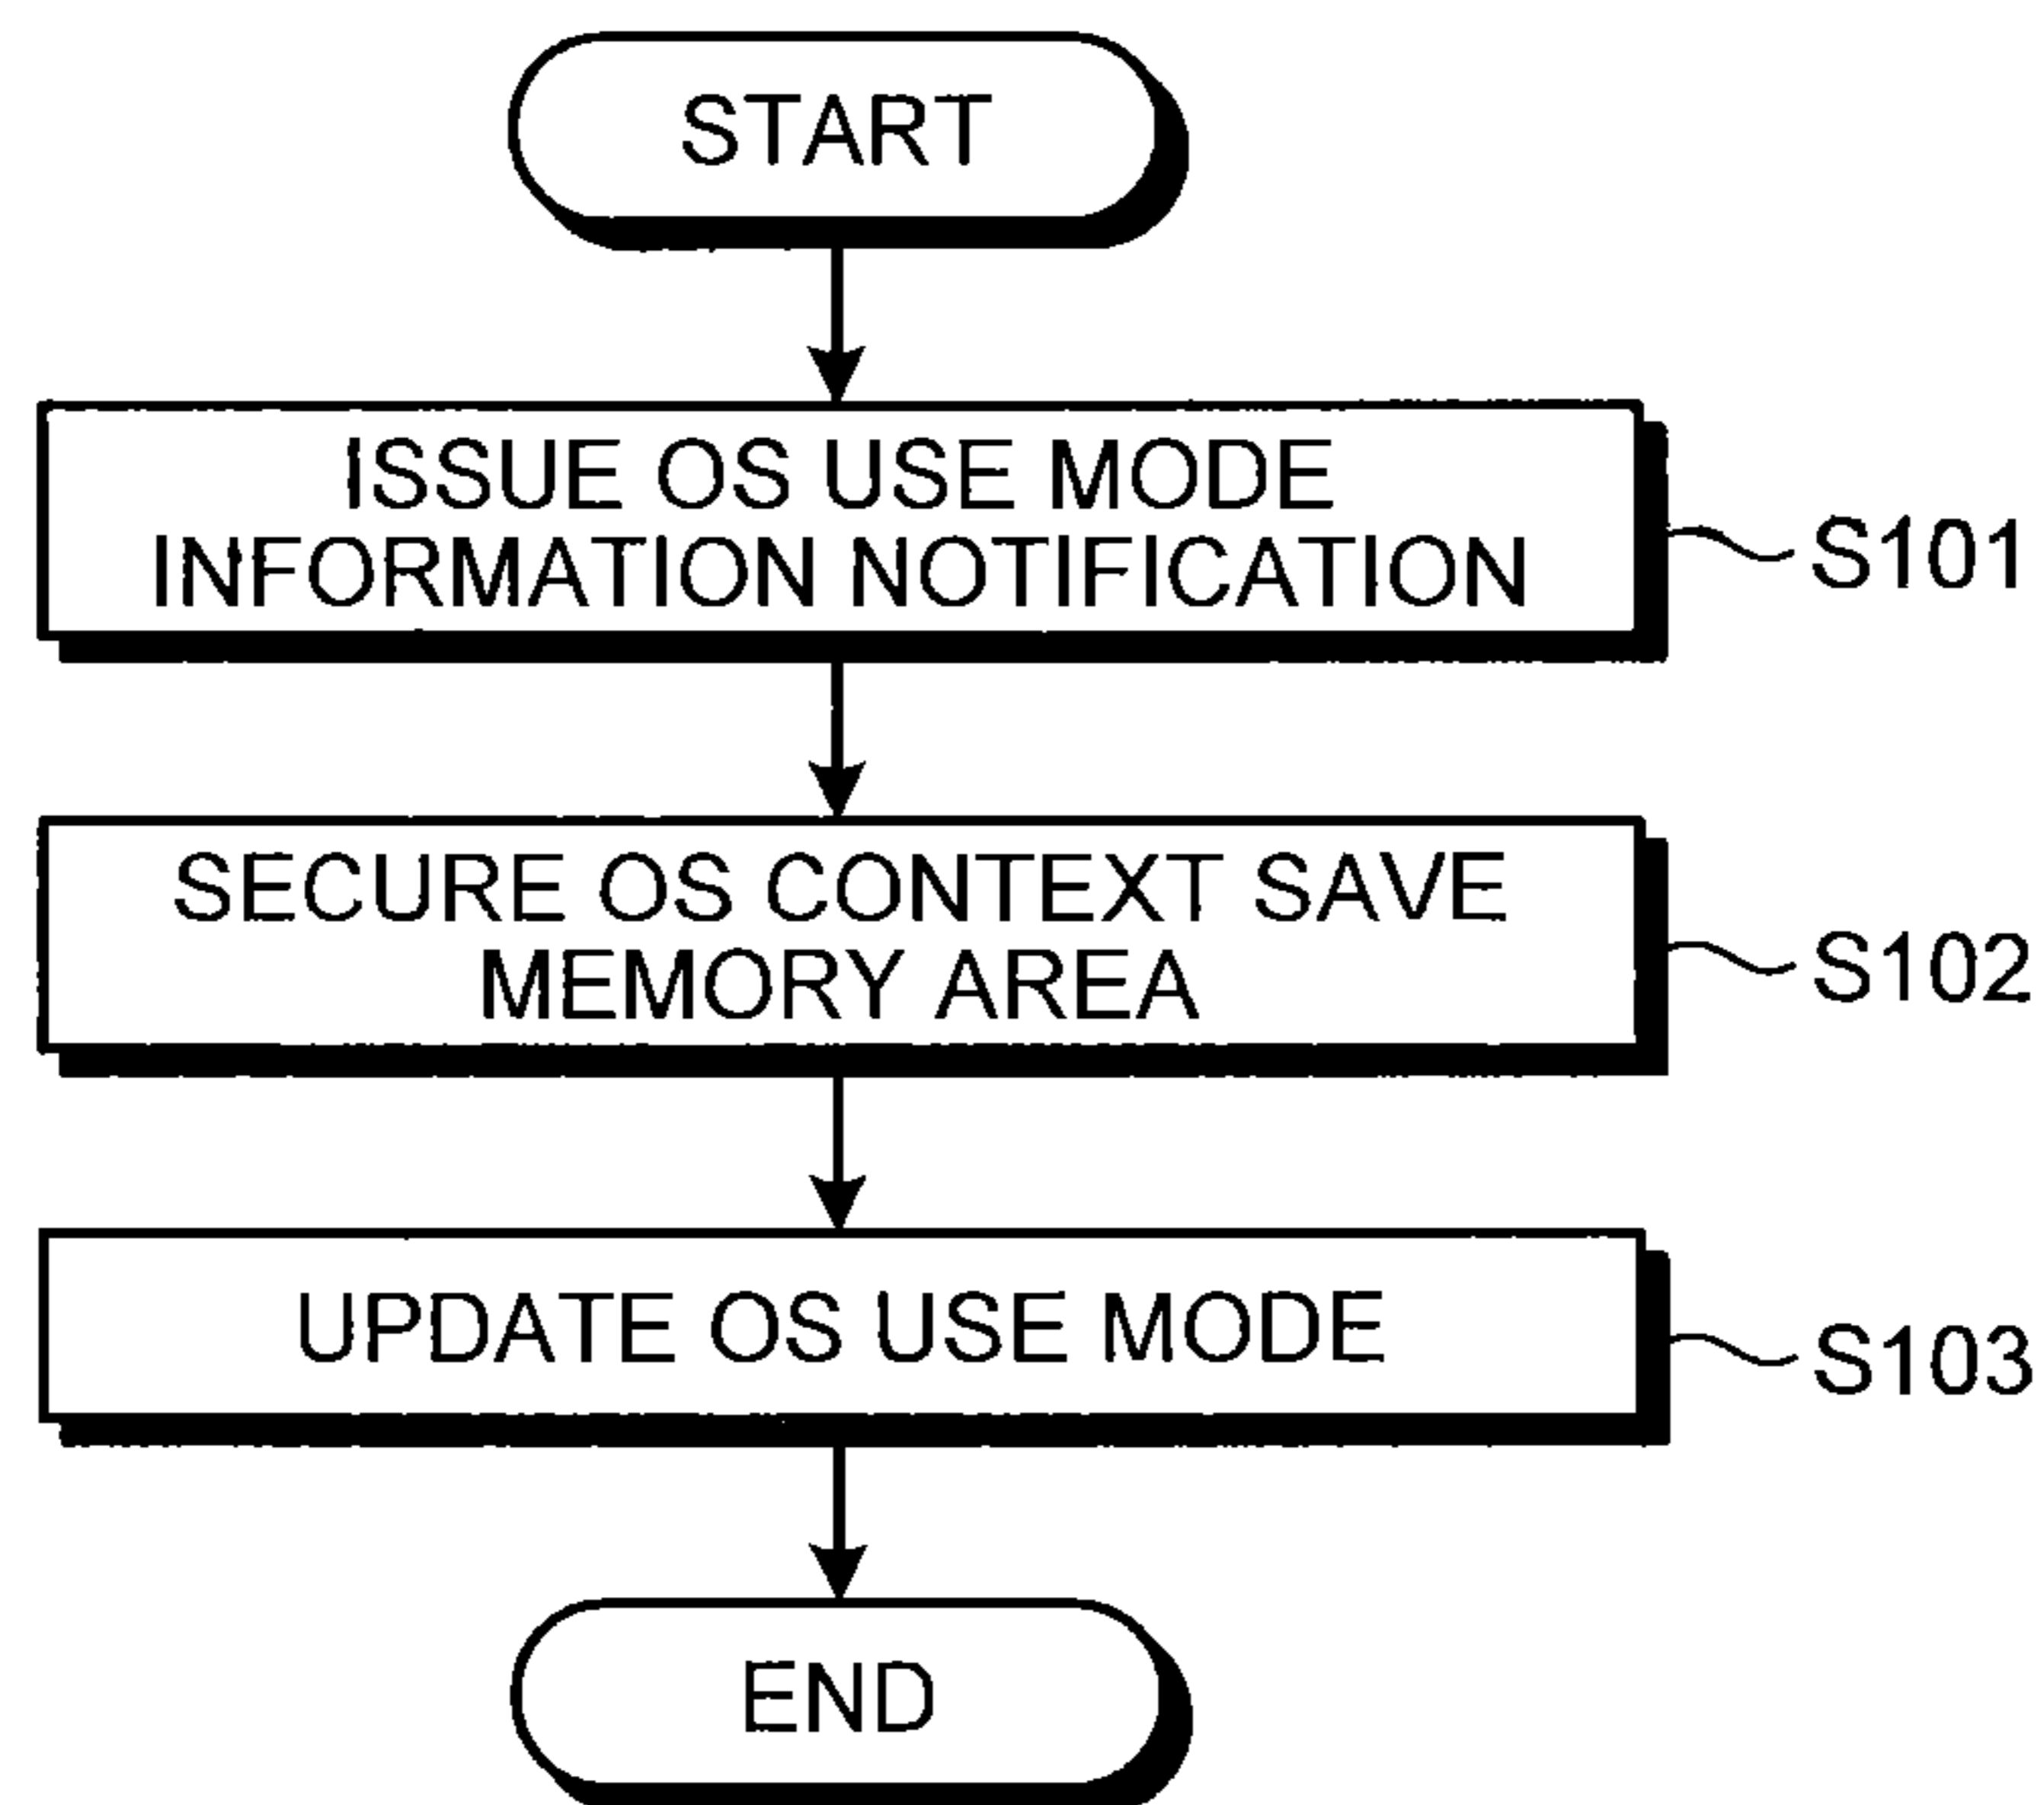 START
ISSUE OS USE MODE
INFORMATION NOTIFICATION
S101
SECURE OS CONTEXT SAVE
MEMORY AREA
S102
UPDATE OS USE MODE
S103
END